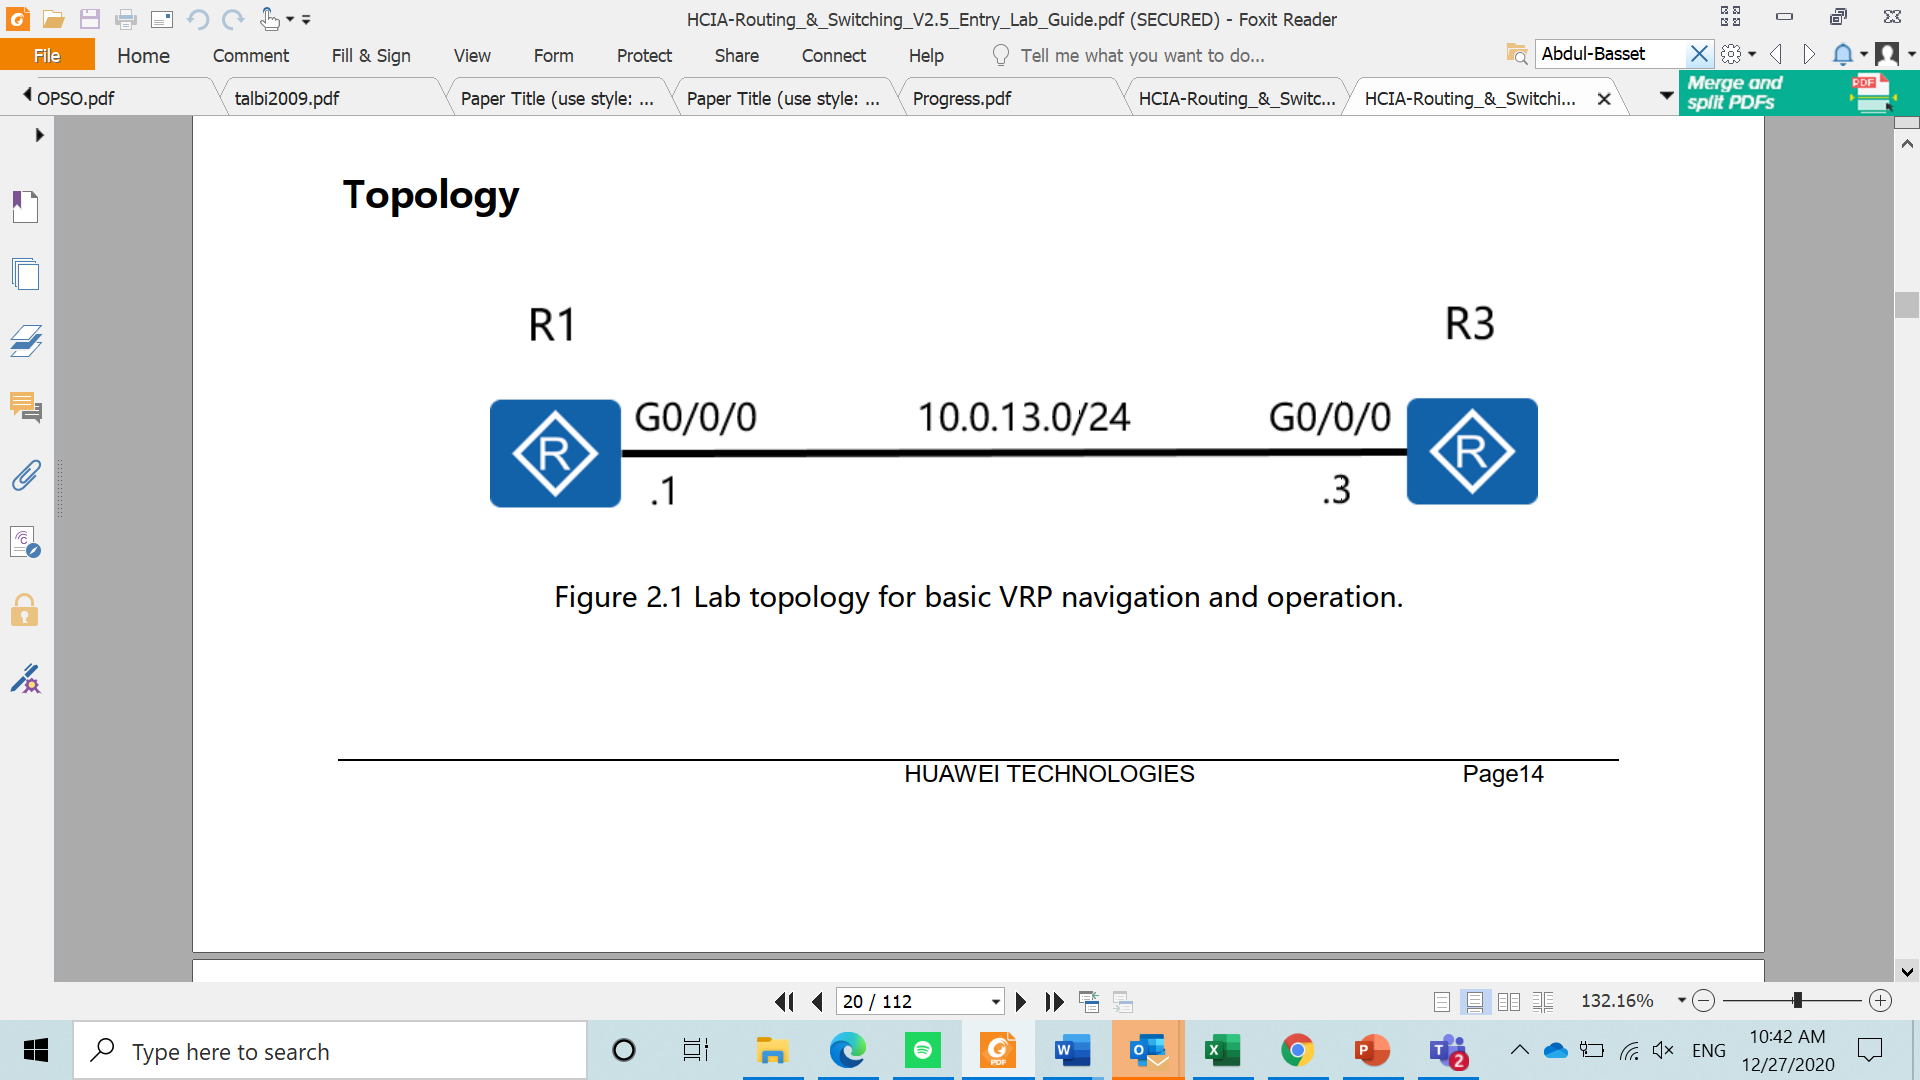 HCIA-Routing_&_Switching_V2.5_Entry_Lab_Guide.pdf (SECURED) - Foxit Reader
File Home Comment Fill & Sign View Form Protect Share Connect Help Tell me what you want to do... Abdul-Basset
OPSO.pdf talbi2009.pdf Paper Title (use style: ... Paper Title (use style: ... Progress.pdf HCIA-Routing_&_Switc... HCIA-Routing_&_Switchi... Merge and
split PDFs
PDF
Topology
R1 R3
G0/0/0 10.0.13.0/24 G0/0/0
R R
.1 .3
Figure 2.1 Lab topology for basic VRP navigation and operation.
HUAWEI TECHNOLOGIES Page14
20 / 112 132.16%
Type here to search ENG 10:42 AM
12/27/2020
PDF W O X P T 2